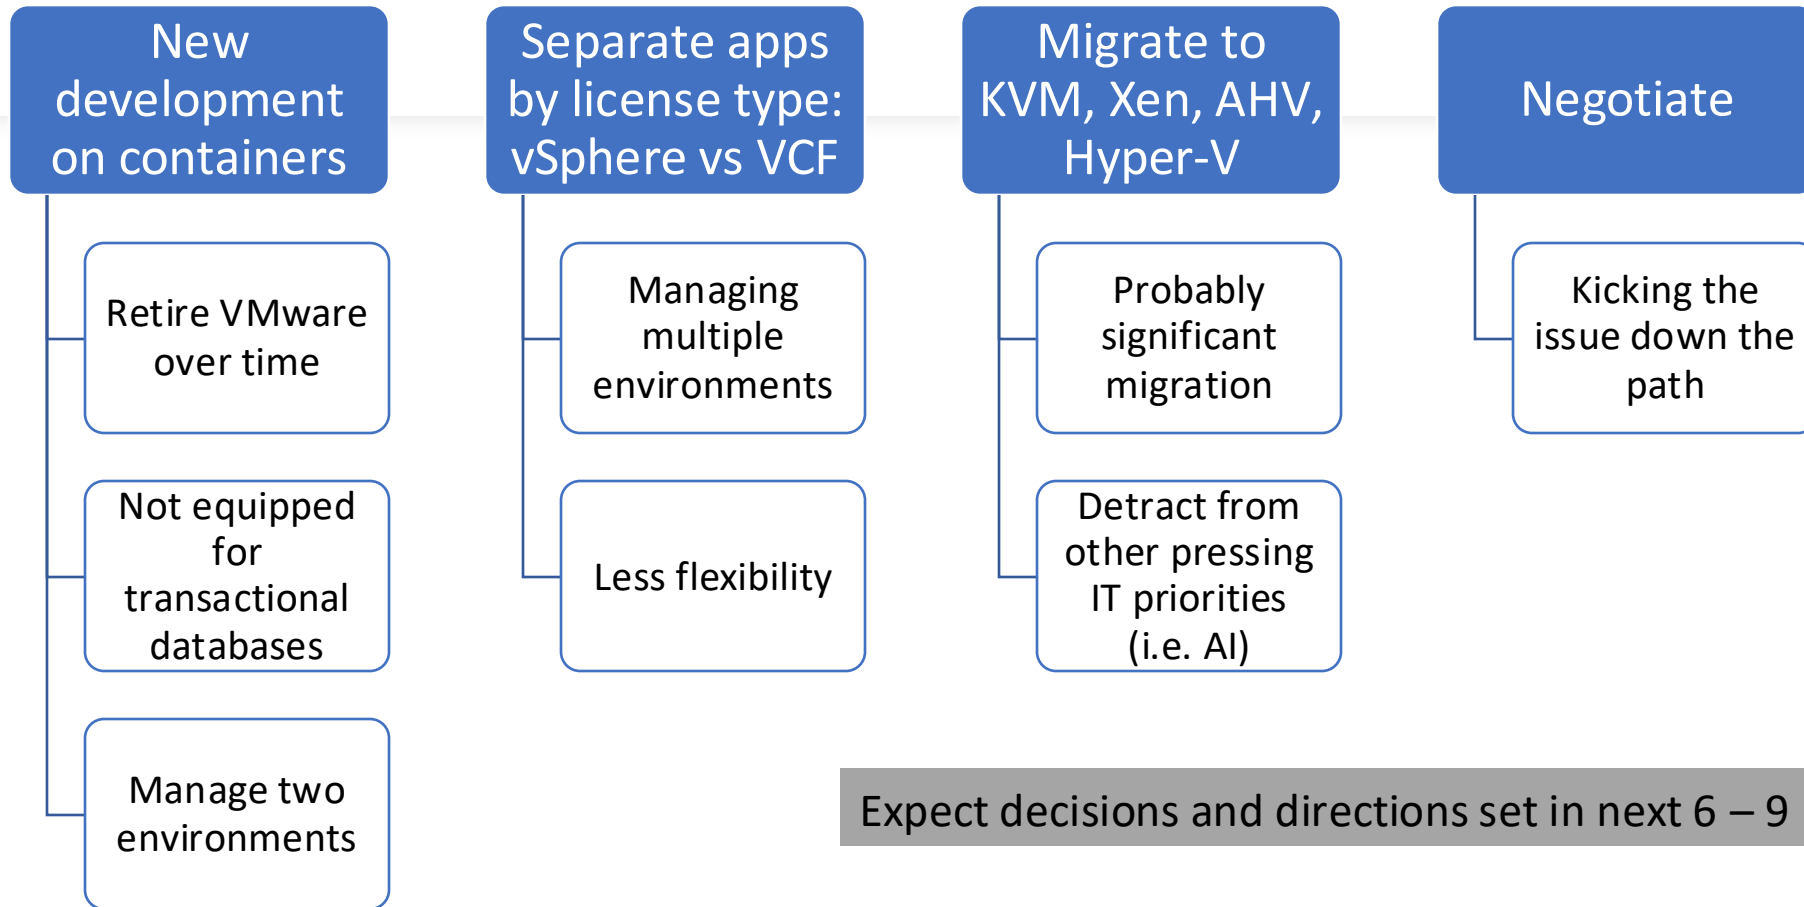 New
development
on containers
Retire VMware
over time
Not equipped
for
transactional
databases
Manage two
environments
Separate apps
by license type:
vSphere vs VCF
Managing
multiple
environments
Less flexibility
Migrate to
KVM, Xen, AHV,
Hyper-V
Probably
significant
migration
Detract from
other pressing
IT priorities
(i.e. AI)
Negotiate
Kicking the
issue down the
path
Expect decisions and directions set in next 6 – 9